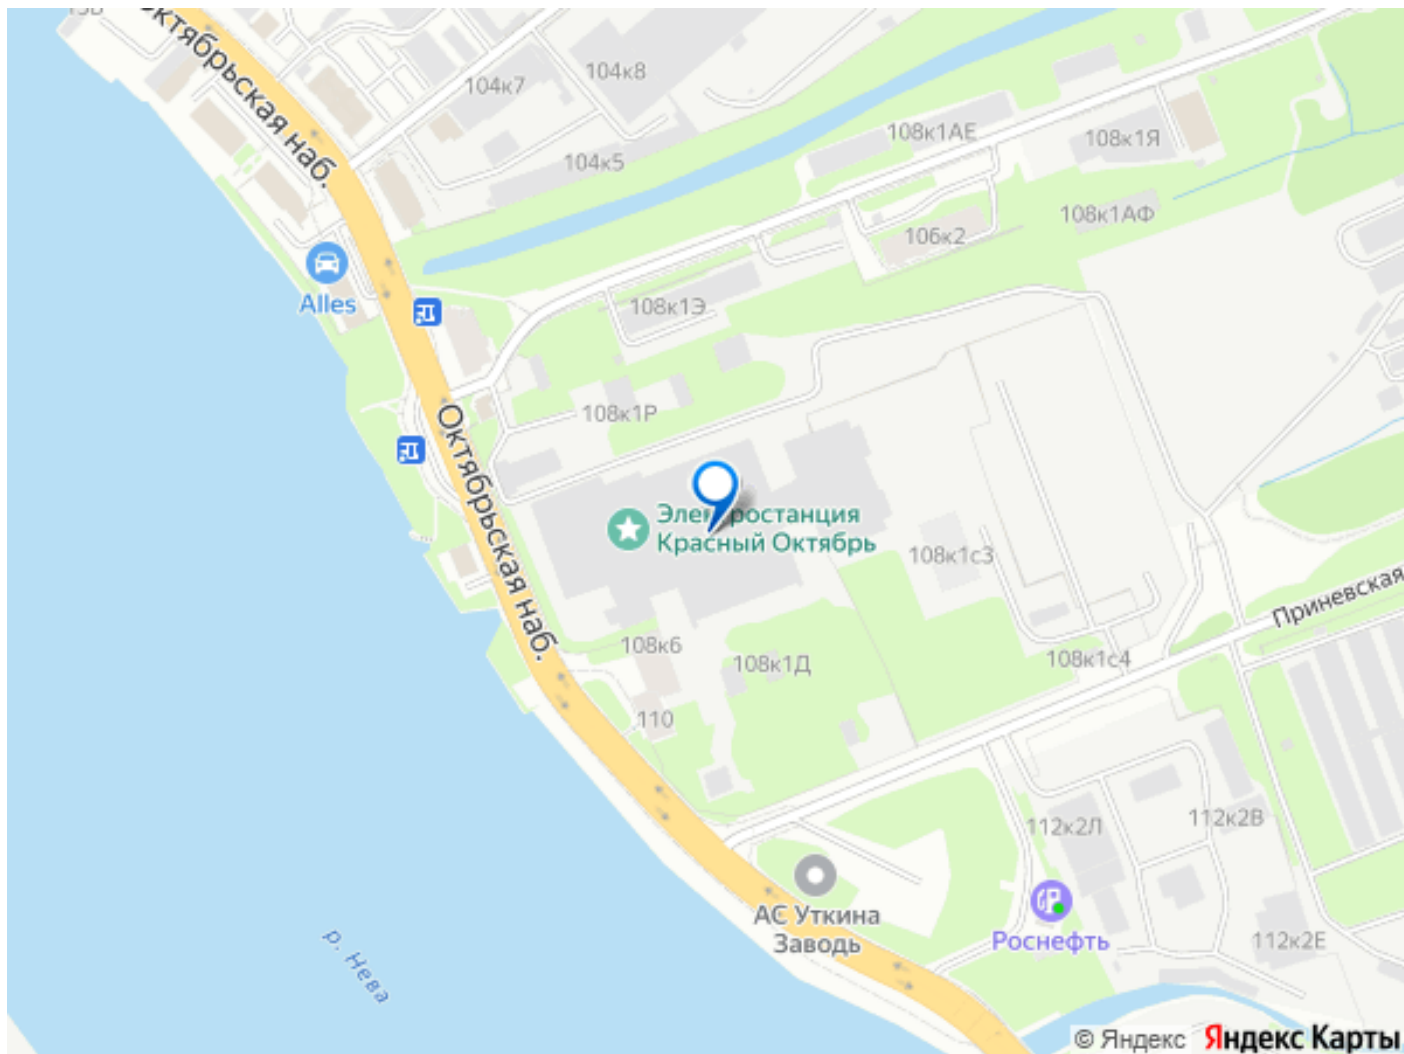 Октябрьская наб.
104к7
104к8
104к5
108к1АЕ
108к1Я
108к1АФ
106к2
108к1Э
Alles
108к1Р
Октябрьская наб.
Электростанция
Красный Октябрь
108к1с3
Приневская
108к6
108к1Д
108к1с4
110
112к2Л
112к2В
АС Уткина
Заводь
Роснефть
112к2Е
р. Нева
© Яндекс Яндекс Карты